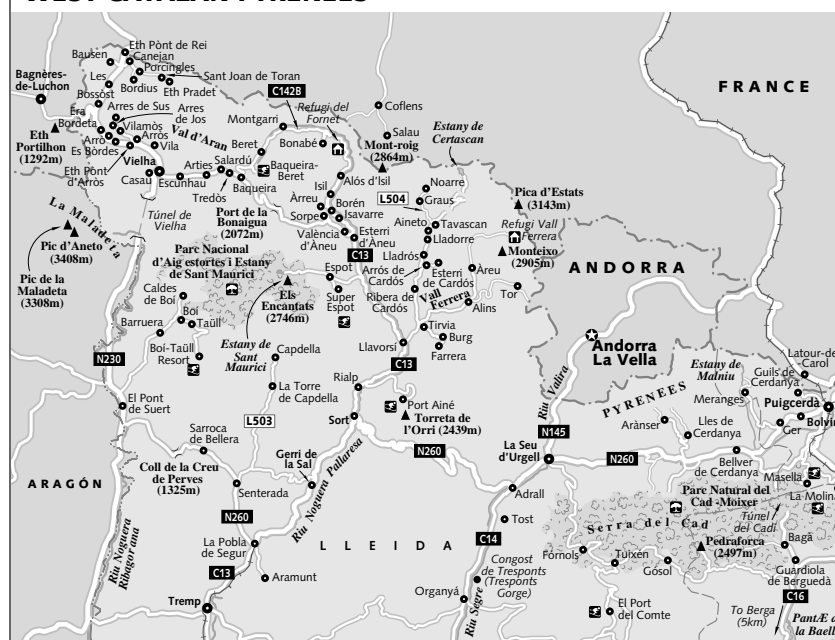 Eth Pònt de Rei
Bausen
Canejan
Porcingles
Bagnères-
de-Luchon
Les
Sant Joan de Toran
Bordius
Eth Pradet
Bossòst
C142B
FRANCE
Era
Bordeta
Arres de Sus
Arres
de Jos
Montgarri
Refugi del
Fornet
Coflens
Eth
Portilhon
(1292m)
Vilamòs
Val d'Aran
Arròs
Arró
Es Bòrdes
Vila
Beret
Bonabé
Salau
Mont-roig
(2864m)
Estany de
Certascan
Eth Pònt
d'Arròs
Vielha
Arties
Salardú
Baqueira-
Beret
Casau
Escunhau
Tredòs
Baqueira
Isil
Alós d'Isil
Noarre
L504
Graus
Pica d'Estats
(3143m)
La Maladeta
Túnel de
Vielha
Port de la
Bonaigua
(2072m)
Àrreu
Borén
Sorpe
Isavarre
València
d'Àneu
Esterri
d'Àneu
Aineto
Tavascan
Lladorre
Refugi Vall
Ferrera
Monteixo
(2905m)
Pic d'Aneto
(3408m)
Pic de la
Maladeta
(3308m)
Parc Nacional
d'Aig estortes i Estany
de Sant Maurici
C13
Lladrós
Arrós de
Cardós
Esterri
de Cardós
Àreu
ANDORRA
Caldes
de Boí
Espot
Els
Encantats
(2746m)
Super
Espot
Ribera de
Cardós
Vall
Ferrera
Tor
Alins
Barruera
Boí
Taüll
Estany de
Sant
Maurici
Tirvia
Burg
Farrera
Andorra
La Vella
N230
Boí-Taüll
Resort
Capdella
Llavorsí
C13
Riu Valira
Estany de
Malniu
Latour-de-
Carol
Guils de
Cerdanya
El Pont
de Suert
La Torre
de Capdella
Rialp
Port Ainé
PYRENEES
Meranges
Puigcerdà
L503
Sort
Torreta de
l'Orri (2439m)
N145
Arànser
Lles de
Cerdanya
Ger
Bolvir
Sarroca
de Bellera
N260
La Seu
d'Urgell
N260
Bellver
de Cerdanya
ARAGÓN
Coll de la Creu
de Perves
(1325m)
Gerri de
la Sal
Riu Noguera Pallaresa
Masella
La Molina
Senterada
Adrall
Parc Natural del
Cad -Moixer
Túnel
del Cadí
Riu Noguera
Ribagorçana
N260
Tost
Serra del Cad
LLEIDA
C14
Pedraforca
(2497m)
Bagà
La Pobla
de Segur
Congost
de Tresponts
(Tresponts
Gorge)
Fórnols
Tuixén
Gósol
Guardiola
de Berguedà
C13
Aramunt
C16
Organyá
Riu Segre
El Port
del Comte
To Berga
(5km)
Tremp